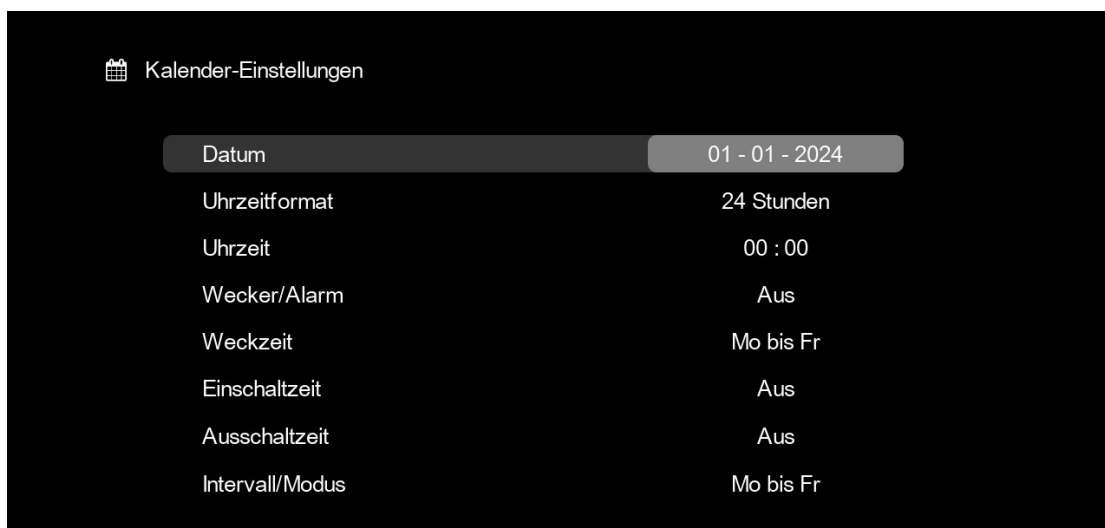 Kalender-Einstellungen
Datum 01 - 01 - 2024
Uhrzeitformat 24 Stunden
Uhrzeit 00 : 00
Wecker/Alarm Aus
Weckzeit Mo bis Fr
Einschaltzeit Aus
Ausschaltzeit Aus
Intervall/Modus Mo bis Fr